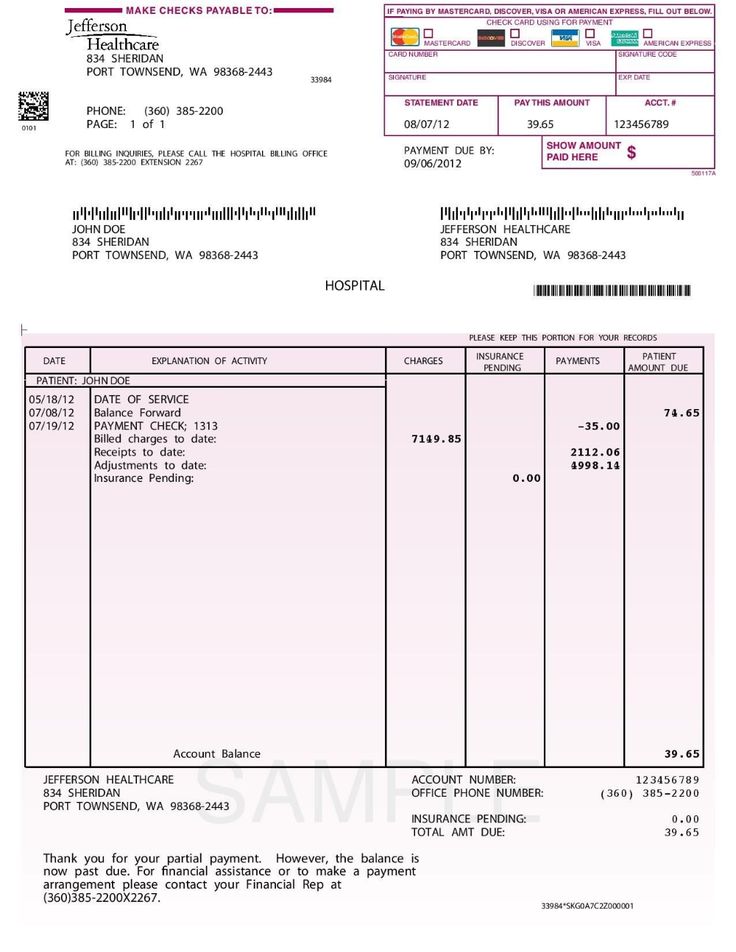 MAKE CHECKS PAYABLE TO:
Jefferson
Healthcare
834 SHERIDAN
PORT TOWNSEND, WA 98368-2443
33984
0101
PHONE: (360) 385-2200
PAGE: 1 of 1
FOR BILLING INQUIRIES, PLEASE CALL THE HOSPITAL BILLING OFFICE
AT: (360) 385-2200 EXTENSION 2267
IF PAYING BY MASTERCARD, DISCOVER, VISA OR AMERICAN EXPRESS, FILL OUT BELOW.
CHECK CARD USING FOR PAYMENT
MasterCard MASTERCARD DISCOVER DISCOVER VISA VISA AMERICAN EXPRESS AMERICAN EXPRESS
CARD NUMBER SIGNATURE CODE
SIGNATURE EXP. DATE
STATEMENT DATE PAY THIS AMOUNT ACCT. #
08/07/12 39.65 123456789
PAYMENT DUE BY:
09/06/2012
SHOW AMOUNT
PAID HERE $
500117A
JOHN DOE
834 SHERIDAN
PORT TOWNSEND, WA 98368-2443
JEFFERSON HEALTHCARE
834 SHERIDAN
PORT TOWNSEND, WA 98368-2443
HOSPITAL
PLEASE KEEP THIS PORTION FOR YOUR RECORDS
DATE EXPLANATION OF ACTIVITY CHARGES INSURANCE PENDING PAYMENTS PATIENT AMOUNT DUE
PATIENT: JOHN DOE
05/18/12 DATE OF SERVICE
07/08/12 Balance Forward 74.65
07/19/12 PAYMENT CHECK; 1313 -35.00
Billed charges to date: 7149.85
Receipts to date: 2112.06
Adjustments to date: 4998.14
Insurance Pending: 0.00
Account Balance 39.65
SAMPLE
JEFFERSON HEALTHCARE
834 SHERIDAN
PORT TOWNSEND, WA 98368-2443
ACCOUNT NUMBER: 123456789
OFFICE PHONE NUMBER: (360) 385-2200
INSURANCE PENDING: 0.00
TOTAL AMT DUE: 39.65
Thank you for your partial payment. However, the balance is
now past due. For financial assistance or to make a payment
arrangement please contact your Financial Rep at
(360)385-2200X2267.
33984*SKG0A7C2Z000001